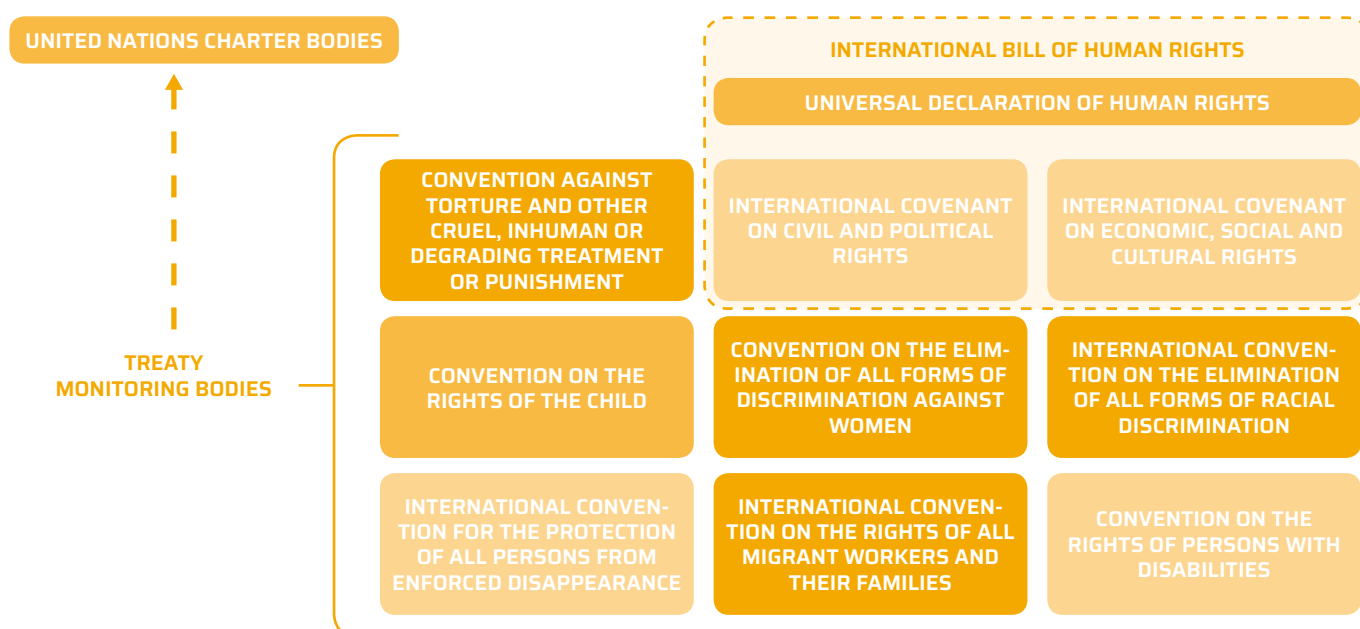 UNITED NATIONS CHARTER BODIES
INTERNATIONAL BILL OF HUMAN RIGHTS
UNIVERSAL DECLARATION OF HUMAN RIGHTS
CONVENTION AGAINST
TORTURE AND OTHER
CRUEL, INHUMAN OR
DEGRADING TREATMENT
OR PUNISHMENT
INTERNATIONAL COVENANT
ON CIVIL AND POLITICAL
RIGHTS
INTERNATIONAL COVENANT
ON ECONOMIC, SOCIAL AND
CULTURAL RIGHTS
TREATY
MONITORING BODIES
CONVENTION ON THE
RIGHTS OF THE CHILD
CONVENTION ON THE ELIM-
INATION OF ALL FORMS OF
DISCRIMINATION AGAINST
WOMEN
INTERNATIONAL CONVEN-
TION ON THE ELIMINATION
OF ALL FORMS OF RACIAL
DISCRIMINATION
INTERNATIONAL CONVEN-
TION FOR THE PROTECTION
OF ALL PERSONS FROM
ENFORCED DISAPPEARANCE
INTERNATIONAL CONVEN-
TION ON THE RIGHTS OF ALL
MIGRANT WORKERS AND
THEIR FAMILIES
CONVENTION ON THE
RIGHTS OF PERSONS WITH
DISABILITIES